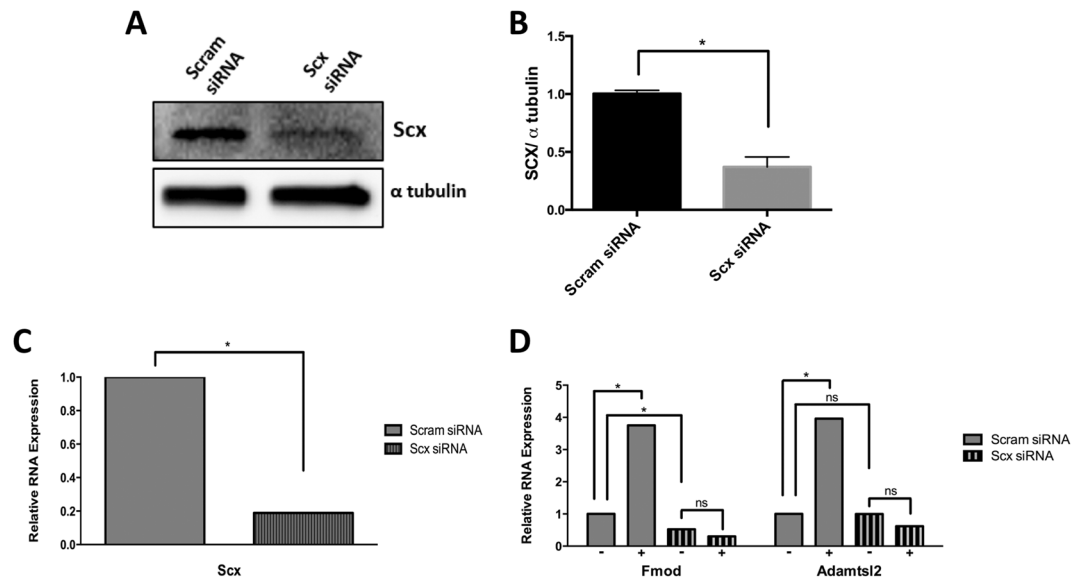 A
Scram
siRNA
Scx
siRNA
Scx
α tubulin
B
SCX/ α tubulin
1.5
1.0
0.5
0.0
*
Scram siRNA
Scx siRNA
C
Relative RNA Expression
1.0
0.8
0.6
0.4
0.2
0.0
*
Scx
Scram siRNA
Scx siRNA
D
Relative RNA Expression
5
4
3
2
1
0
*
*
ns
*
ns
ns
- + - + - + - +
Fmod Adamtsl2
Scram siRNA
Scx siRNA